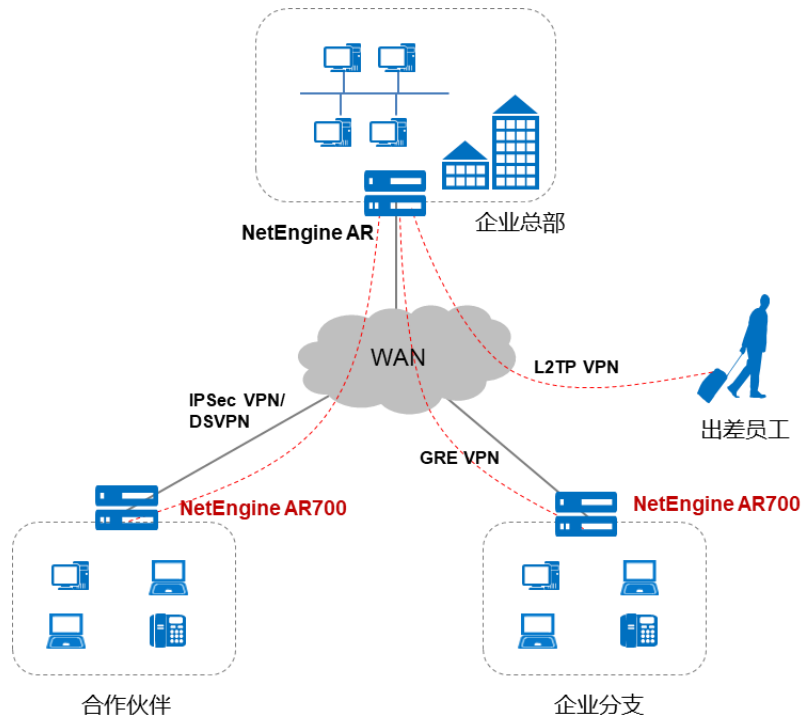 NetEngine AR
企业总部
WAN
L2TP VPN
IPSec VPN/
DSVPN
出差员工
GRE VPN
NetEngine AR700
NetEngine AR700
合作伙伴
企业分支